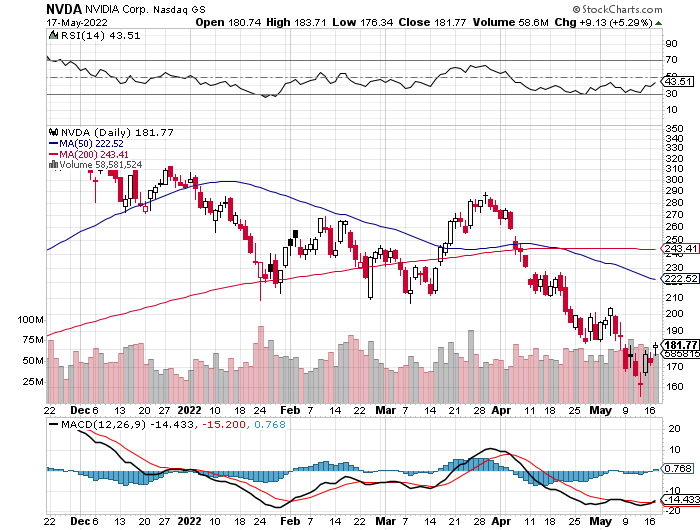 NVDA NVIDIA Corp. Nasdaq GS © StockCharts.com
17-May-2022 Open 180.74 High 183.71 Low 176.34 Close 181.77 Volume 58.6M Chg +9.13 (+5.29%)
RSI(14) 43.51
90
70
50
43.51
30
10
NVDA (Daily) 181.77
MA(50) 222.52
MA(200) 243.41
Volume 58,581,524
350
340
330
320
310
300
290
280
270
260
250
243.41
240
230
222.52
220
210
200
190
181.77
170
160
100M
75M
50M
25M
22 Dec 6 13 20 27 2022 10 18 24 Feb 7 14 22 Mar 7 14 21 28 Apr 11 18 25 May 9 16
MACD(12,26,9) -14.433, -15.200, 0.768
20
10
0.768
-10
-14.433
-20
22 Dec 6 13 20 27 2022 10 18 24 Feb 7 14 22 Mar 7 14 21 28 Apr 11 18 25 May 9 16